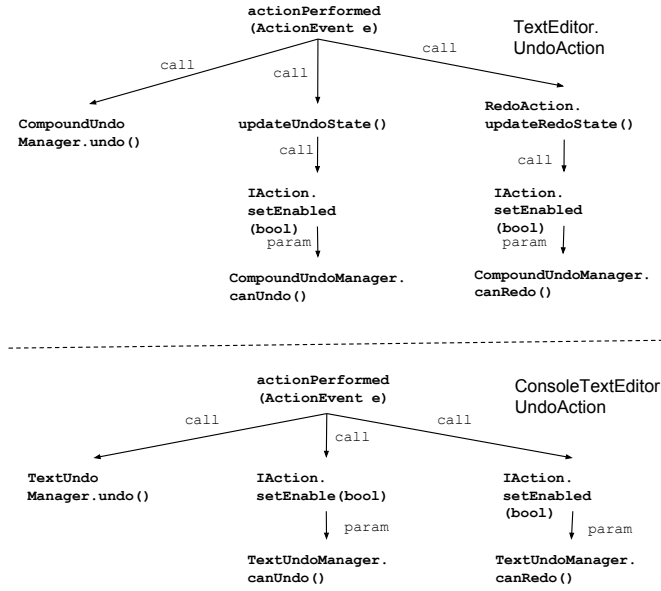 actionPerformed
(ActionEvent e)
TextEditor.
UndoAction
call
call
call
CompoundUndo
Manager.undo()
updateUndoState()
RedoAction.
updateRedoState()
call
call
IAction.
setEnabled
(bool)
IAction.
setEnabled
(bool)
param
param
CompoundUndoManager.
canUndo()
CompoundUndoManager.
canRedo()
actionPerformed
(ActionEvent e)
ConsoleTextEditor
UndoAction
call
call
call
TextUndo
Manager.undo()
IAction.
setEnable(bool)
IAction.
setEnabled
(bool)
param
param
TextUndoManager.
canUndo()
TextUndoManager.
canRedo()